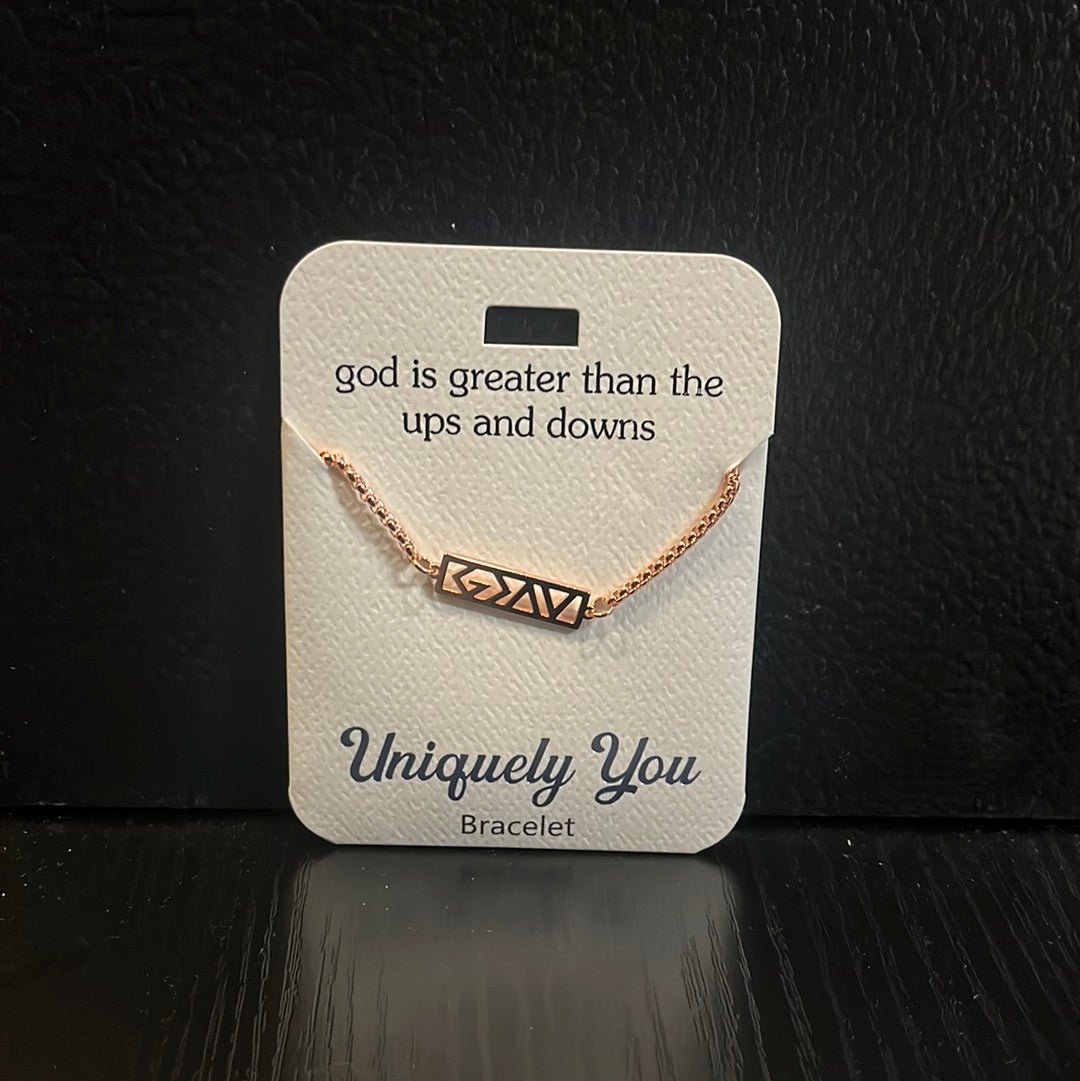 god is greater than the
ups and downs
G>∧∨
Uniquely You
Bracelet